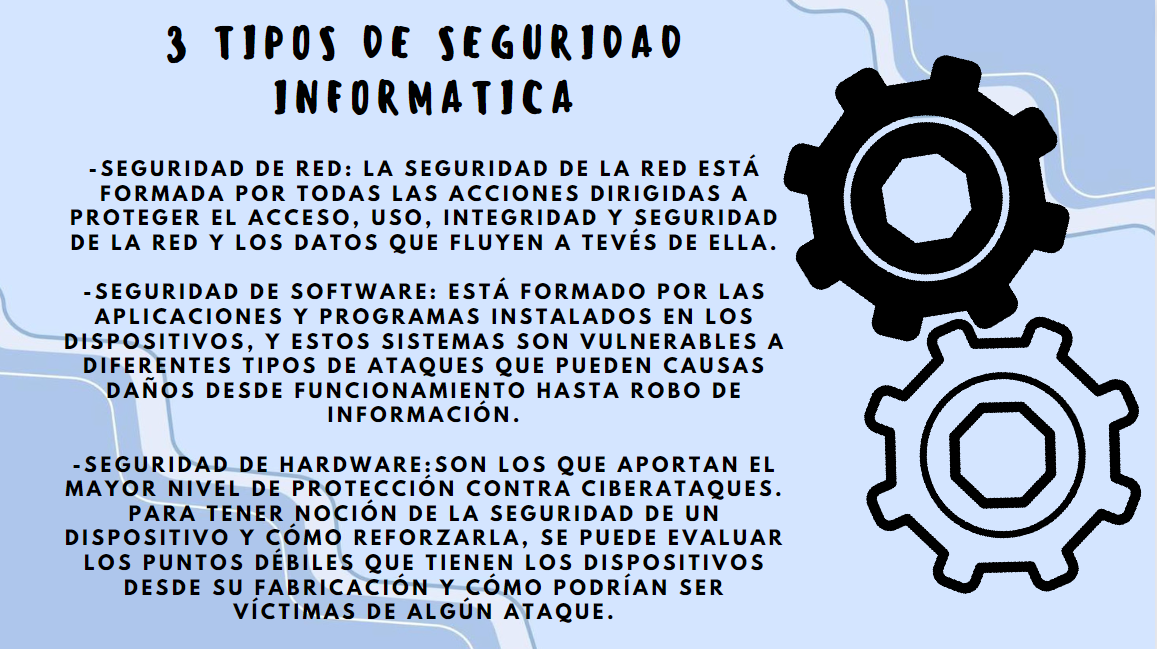 3 TIPOS DE SEGURIDAD
INFORMATICA
-SEGURIDAD DE RED: LA SEGURIDAD DE LA RED ESTÁ
FORMADA POR TODAS LAS ACCIONES DIRIGIDAS A
PROTEGER EL ACCESO, USO, INTEGRIDAD Y SEGURIDAD
DE LA RED Y LOS DATOS QUE FLUYEN A TEVÉS DE ELLA.
-SEGURIDAD DE SOFTWARE: ESTÁ FORMADO POR LAS
APLICACIONES Y PROGRAMAS INSTALADOS EN LOS
DISPOSITIVOS, Y ESTOS SISTEMAS SON VULNERABLES A
DIFERENTES TIPOS DE ATAQUES QUE PUEDEN CAUSAS
DAÑOS DESDE FUNCIONAMIENTO HASTA ROBO DE
INFORMACIÓN.
-SEGURIDAD DE HARDWARE:SON LOS QUE APORTAN EL
MAYOR NIVEL DE PROTECCIÓN CONTRA CIBERATAQUES.
PARA TENER NOCIÓN DE LA SEGURIDAD DE UN
DISPOSITIVO Y CÓMO REFORZARLA, SE PUEDE EVALUAR
LOS PUNTOS DÉBILES QUE TIENEN LOS DISPOSITIVOS
DESDE SU FABRICACIÓN Y CÓMO PODRÍAN SER
VÍCTIMAS DE ALGÚN ATAQUE.